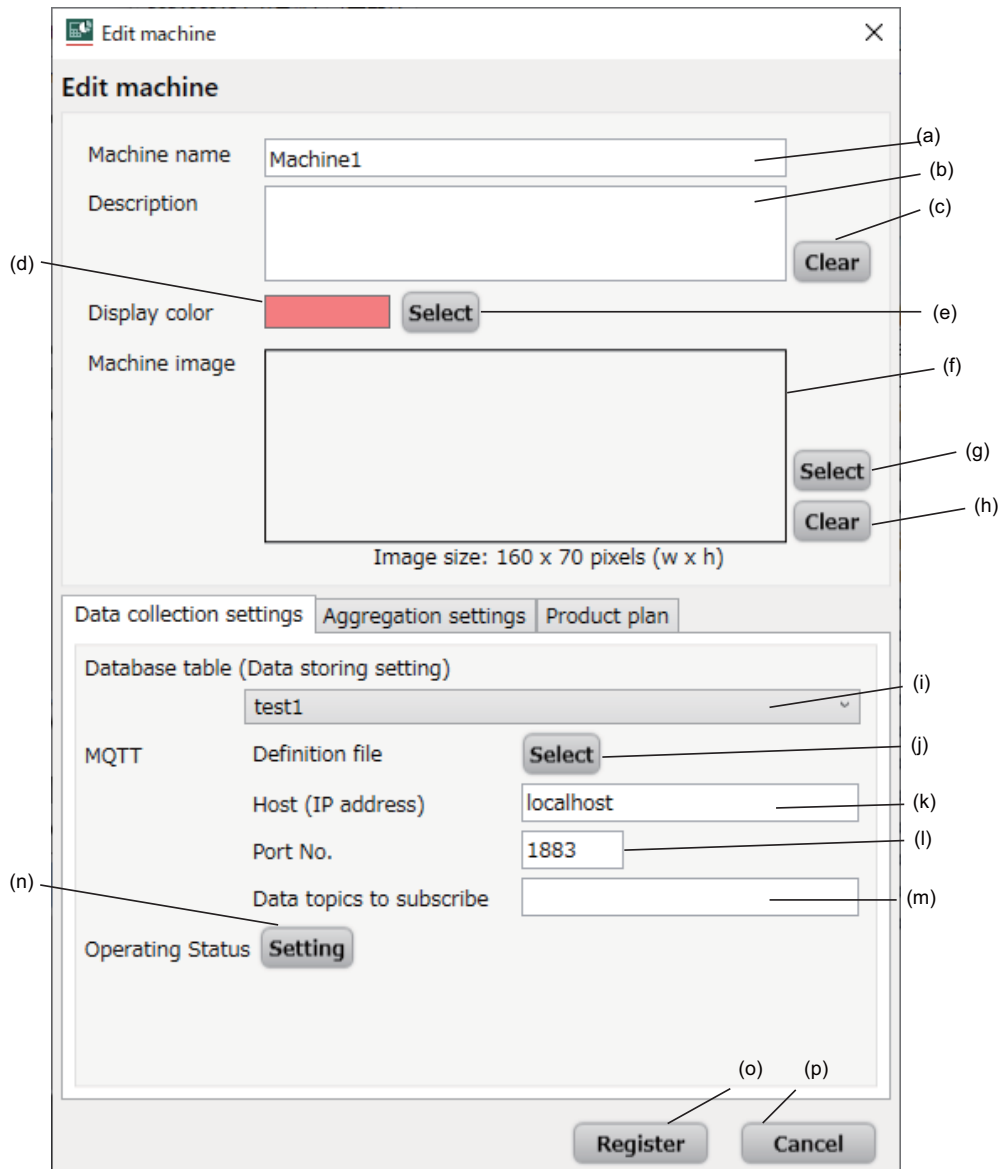 Edit machine
Edit machine
Machine name
Machine1
(a)
Description
(b)
(c)
Clear
(d)
Display color
Select
(e)
Machine image
(f)
Select
(g)
Clear
(h)
Image size: 160 x 70 pixels (w x h)
Data collection settings Aggregation settings Product plan
Database table (Data storing setting)
test1
(i)
MQTT Definition file Select
(j)
Host (IP address) localhost
(k)
Port No. 1883
(l)
Data topics to subscribe
(m)
(n)
Operating Status Setting
(o) (p)
Register Cancel